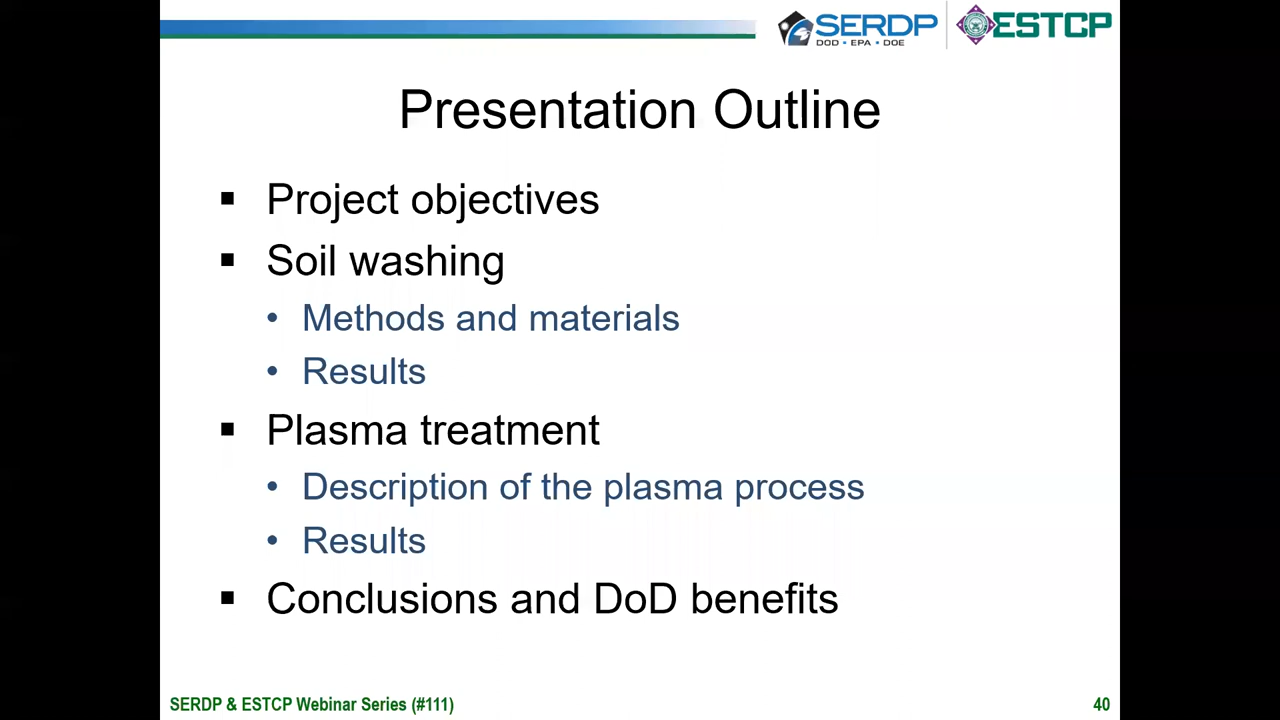 SERDP
DOD • EPA • DOE
ESTCP
Presentation Outline
▪ Project objectives
▪ Soil washing
• Methods and materials
• Results
▪ Plasma treatment
• Description of the plasma process
• Results
▪ Conclusions and DoD benefits
SERDP & ESTCP Webinar Series (#111)
40